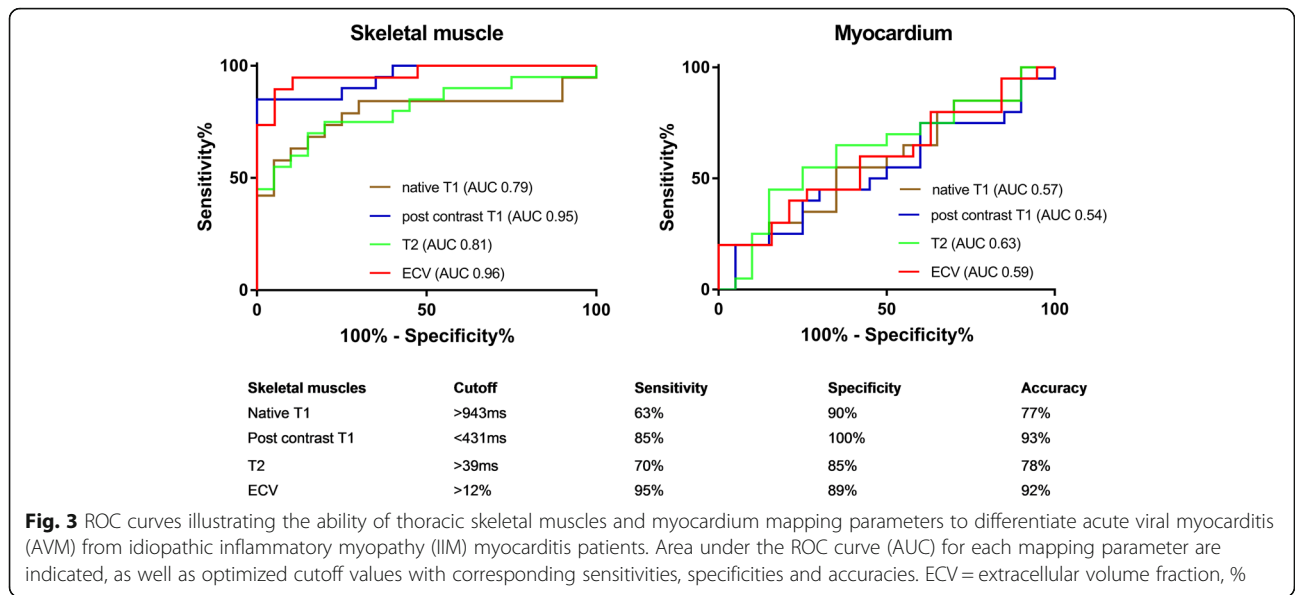 Skeletal muscle
Sensitivity%
100
50
0
native T1 (AUC 0.79)
post contrast T1 (AUC 0.95)
T2 (AUC 0.81)
ECV (AUC 0.96)
0 50 100
100% - Specificity%
Myocardium
Sensitivity%
100
50
0
native T1 (AUC 0.57)
post contrast T1 (AUC 0.54)
T2 (AUC 0.63)
ECV (AUC 0.59)
0 50 100
100% - Specificity%
Skeletal muscles Cutoff Sensitivity Specificity Accuracy
Native T1 >943ms 63% 90% 77%
Post contrast T1 <431ms 85% 100% 93%
T2 >39ms 70% 85% 78%
ECV >12% 95% 89% 92%
Fig. 3 ROC curves illustrating the ability of thoracic skeletal muscles and myocardium mapping parameters to differentiate acute viral myocarditis
(AVM) from idiopathic inflammatory myopathy (IIM) myocarditis patients. Area under the ROC curve (AUC) for each mapping parameter are
indicated, as well as optimized cutoff values with corresponding sensitivities, specificities and accuracies. ECV = extracellular volume fraction, %